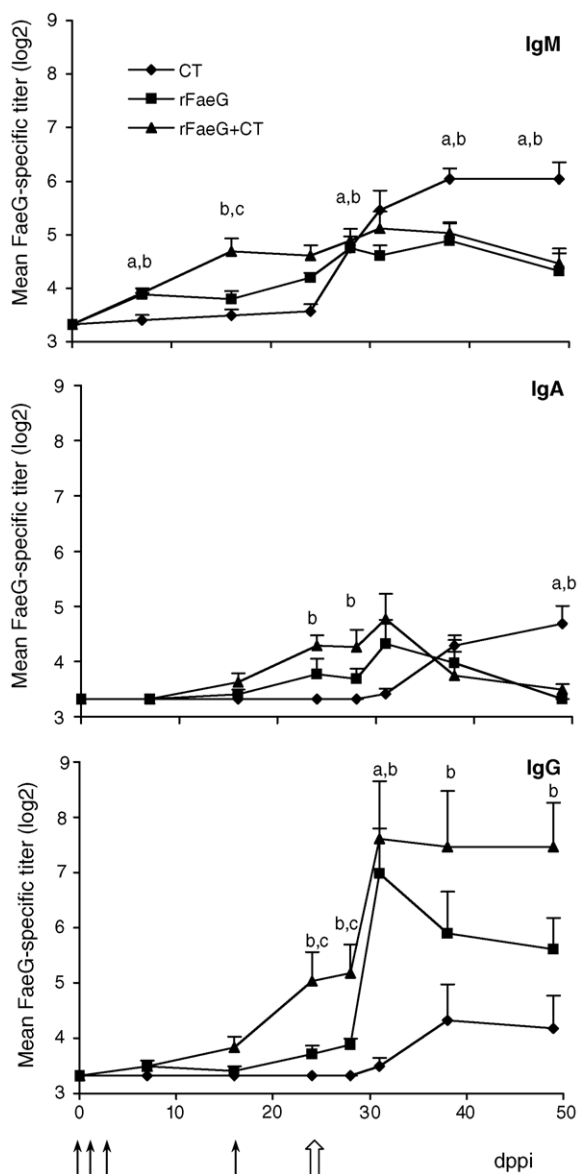 9
IgM
8
CT
7
rFaeG
rFaeG+CT
a,b
a,b
6
b,c
a,b
5
a,b
4
3
Mean FaeG-specific titer (log2)
9
IgA
8
7
6
5
b
b
a,b
4
3
Mean FaeG-specific titer (log2)
9
IgG
a,b
b
b
8
7
6
b,c
b,c
5
4
3
Mean FaeG-specific titer (log2)
0 10 20 30 40 50
dppi